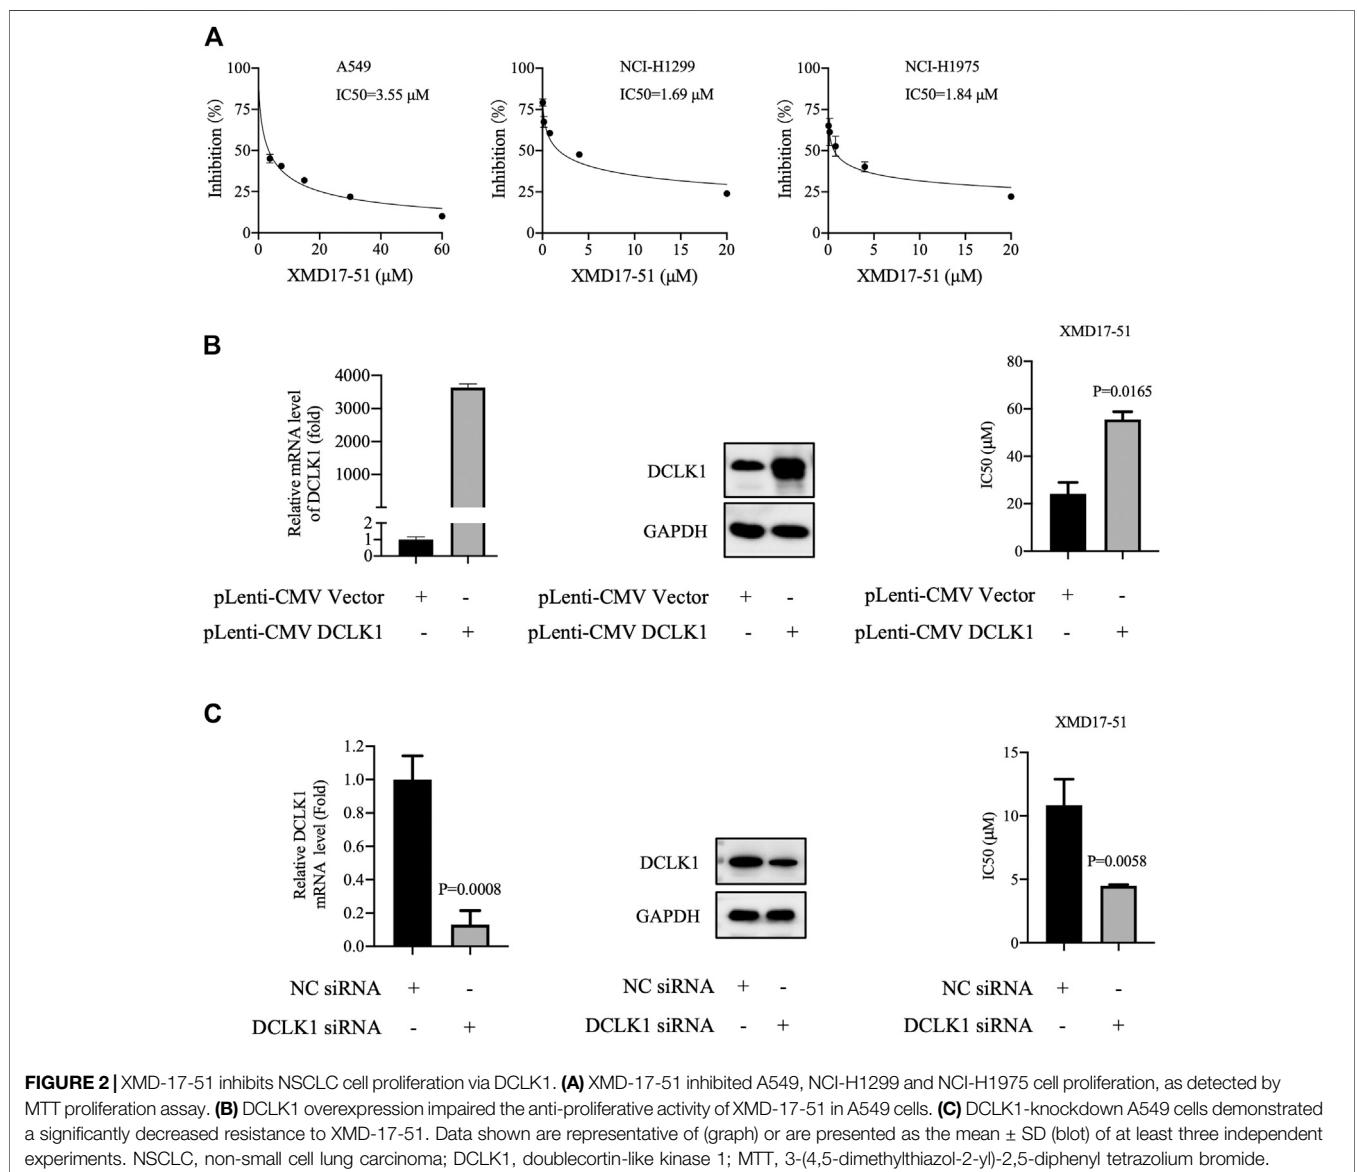 A
A549
IC50=3.55 μM
100
75
50
25
0
Inhibition (%)
0 20 40 60
XMD17-51 (μM)
NCI-H1299
IC50=1.69 μM
100
75
50
25
0
Inhibition (%)
0 5 10 15 20
XMD17-51 (μM)
NCI-H1975
IC50=1.84 μM
100
75
50
25
0
Inhibition (%)
0 5 10 15 20
XMD17-51 (μM)
B
Relative mRNA level
of DCLK1 (fold)
4000
3000
2000
1000
2
1
0
pLenti-CMV Vector + -
pLenti-CMV DCLK1 - +
DCLK1
GAPDH
pLenti-CMV Vector + -
pLenti-CMV DCLK1 - +
XMD17-51
IC50 (μM)
80
60
40
20
0
P=0.0165
pLenti-CMV Vector + -
pLenti-CMV DCLK1 - +
C
Relative DCLK1
mRNA level (Fold)
1.2
1.0
0.8
0.6
0.4
0.2
0.0
P=0.0008
NC siRNA + -
DCLK1 siRNA - +
DCLK1
GAPDH
NC siRNA + -
DCLK1 siRNA - +
XMD17-51
IC50 (μM)
15
10
5
0
P=0.0058
NC siRNA + -
DCLK1 siRNA - +
FIGURE 2 | XMD-17-51 inhibits NSCLC cell proliferation via DCLK1. (A) XMD-17-51 inhibited A549, NCI-H1299 and NCI-H1975 cell proliferation, as detected by
MTT proliferation assay. (B) DCLK1 overexpression impaired the anti-proliferative activity of XMD-17-51 in A549 cells. (C) DCLK1-knockdown A549 cells demonstrated
a significantly decreased resistance to XMD-17-51. Data shown are representative of (graph) or are presented as the mean ± SD (blot) of at least three independent
experiments. NSCLC, non-small cell lung carcinoma; DCLK1, doublecortin-like kinase 1; MTT, 3-(4,5-dimethylthiazol-2-yl)-2,5-diphenyl tetrazolium bromide.